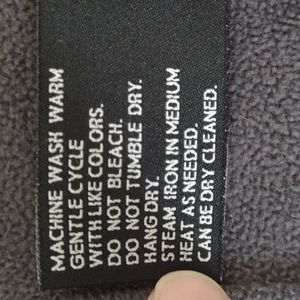 MACHINE WASH WARM
GENTLE CYCLE
WITH LIKE COLORS.
DO NOT BLEACH.
DO NOT TUMBLE DRY.
HANG DRY.
STEAM IRON IN MEDIUM
HEAT AS NEEDED.
CAN BE DRY CLEANED.